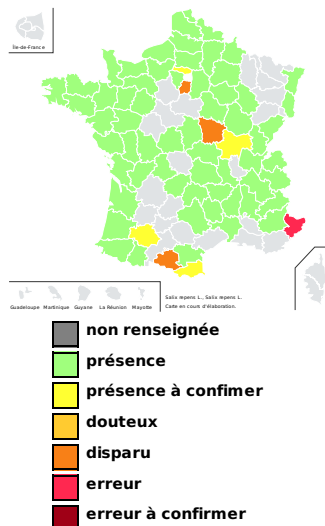 Île-de-France
Guadeloupe Martinique Guyane La Réunion Mayotte
Salix repens L., Salix repens L.
Carte en cours d'élaboration.
non renseignée
présence
présence à confimer
douteux
disparu
erreur
erreur à confirmer